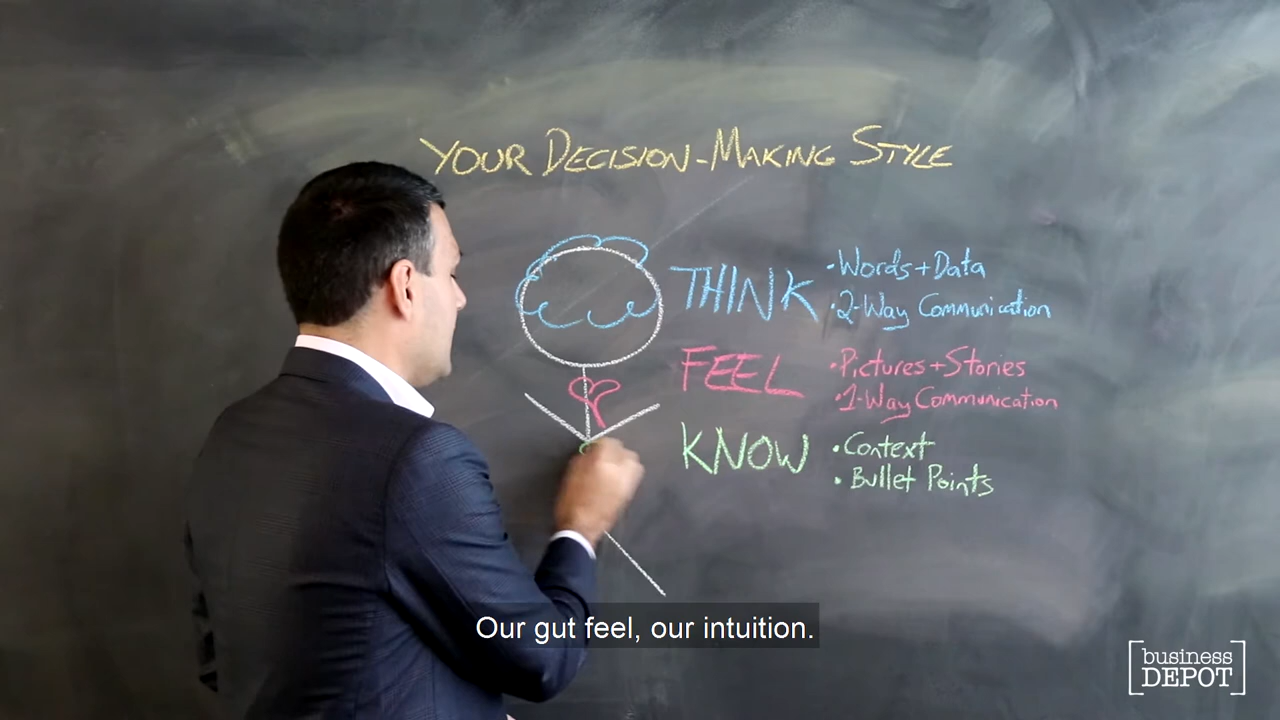 YOUR DECISION-MAKING STYLE
THINK
• Words + Data
• 2-Way Communication
FEEL
• Pictures + Stories
• 1-Way Communication
KNOW
• Context
• Bullet Points
Our gut feel, our intuition.
[business
DEPOT]